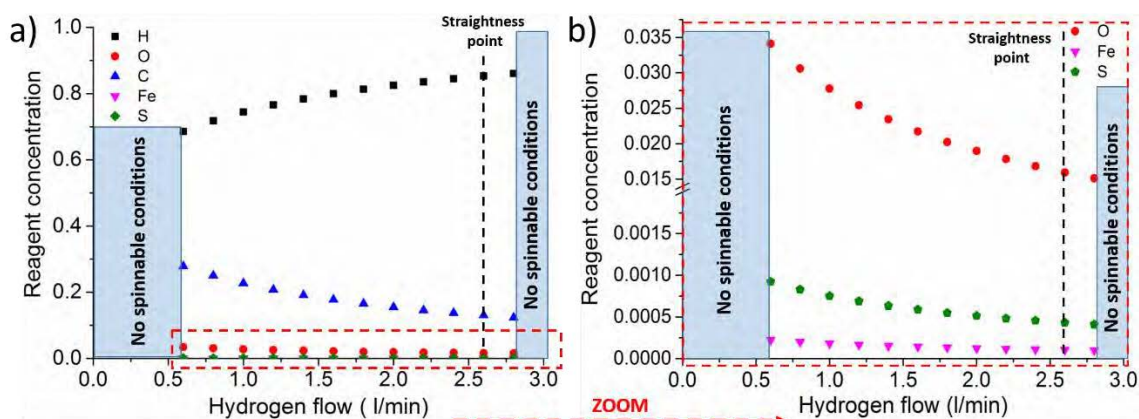 a)
H
O
C
Fe
S
Straightness
point
No spinnable conditions
No spinnable conditions
Reagent concentration
1.0
0.8
0.6
0.4
0.2
0.0
0.0 0.5 1.0 1.5 2.0 2.5 3.0
Hydrogen flow ( l/min)
ZOOM
b)
O
Fe
S
Straightness
point
No spinnable conditions
No spinnable conditions
Reagent concentration
0.035
0.030
0.025
0.020
0.015
0.0015
0.0010
0.0005
0.0000
0.0 0.5 1.0 1.5 2.0 2.5 3.0
Hydrogen flow (l/min)